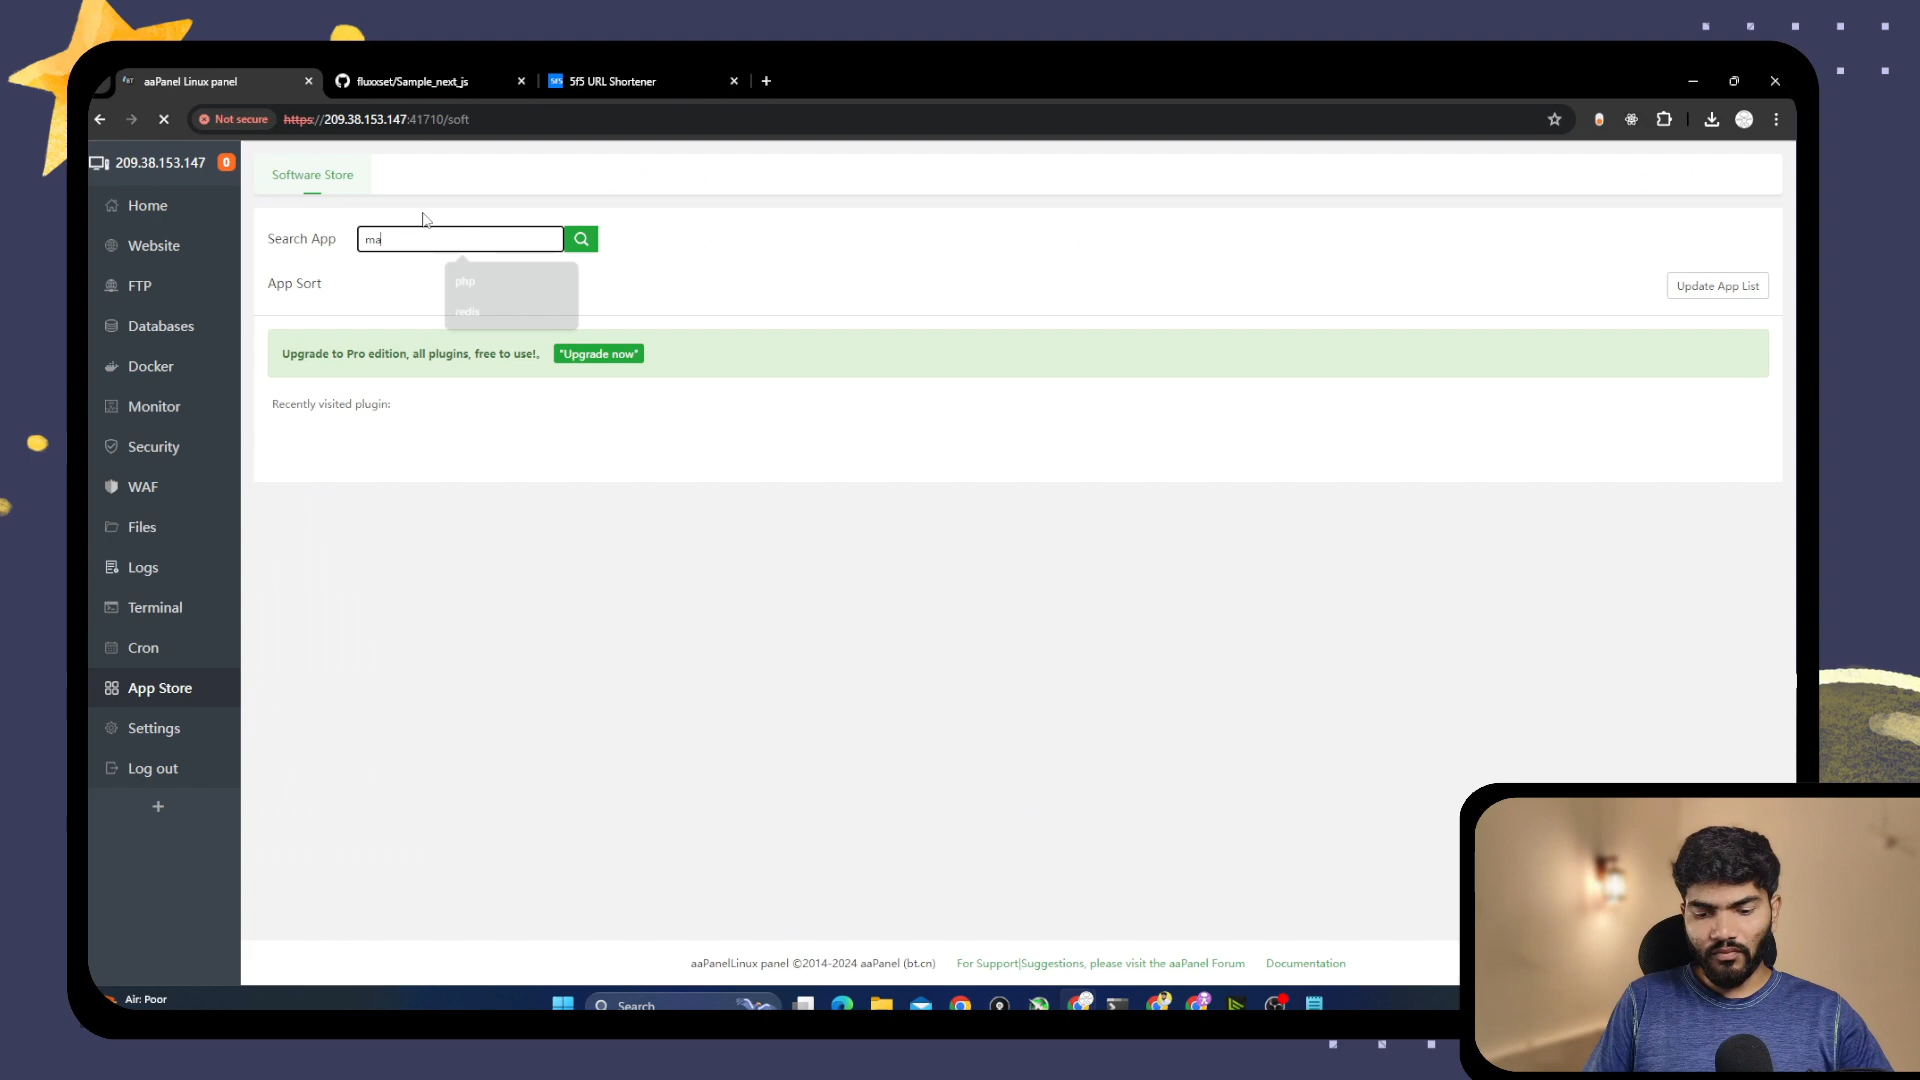 aaPanel Linux panel
fluxxset/Sample_next_js
5f5 URL Shortener
Not secure
https://209.38.153.147:41710/soft
209.38.153.147
0
Software Store
Home
Search App
ma
Website
php
App Sort
Update App List
FTP
redis
Databases
Upgrade to Pro edition, all plugins, free to use!。
"Upgrade now"
Docker
Recently visited plugin:
Monitor
Security
WAF
Files
Logs
Terminal
Cron
App Store
Settings
Log out
aaPanelLinux panel ©2014-2024 aaPanel (bt.cn)
For Support|Suggestions, please visit the aaPanel Forum
Documentation
Air: Poor
Search